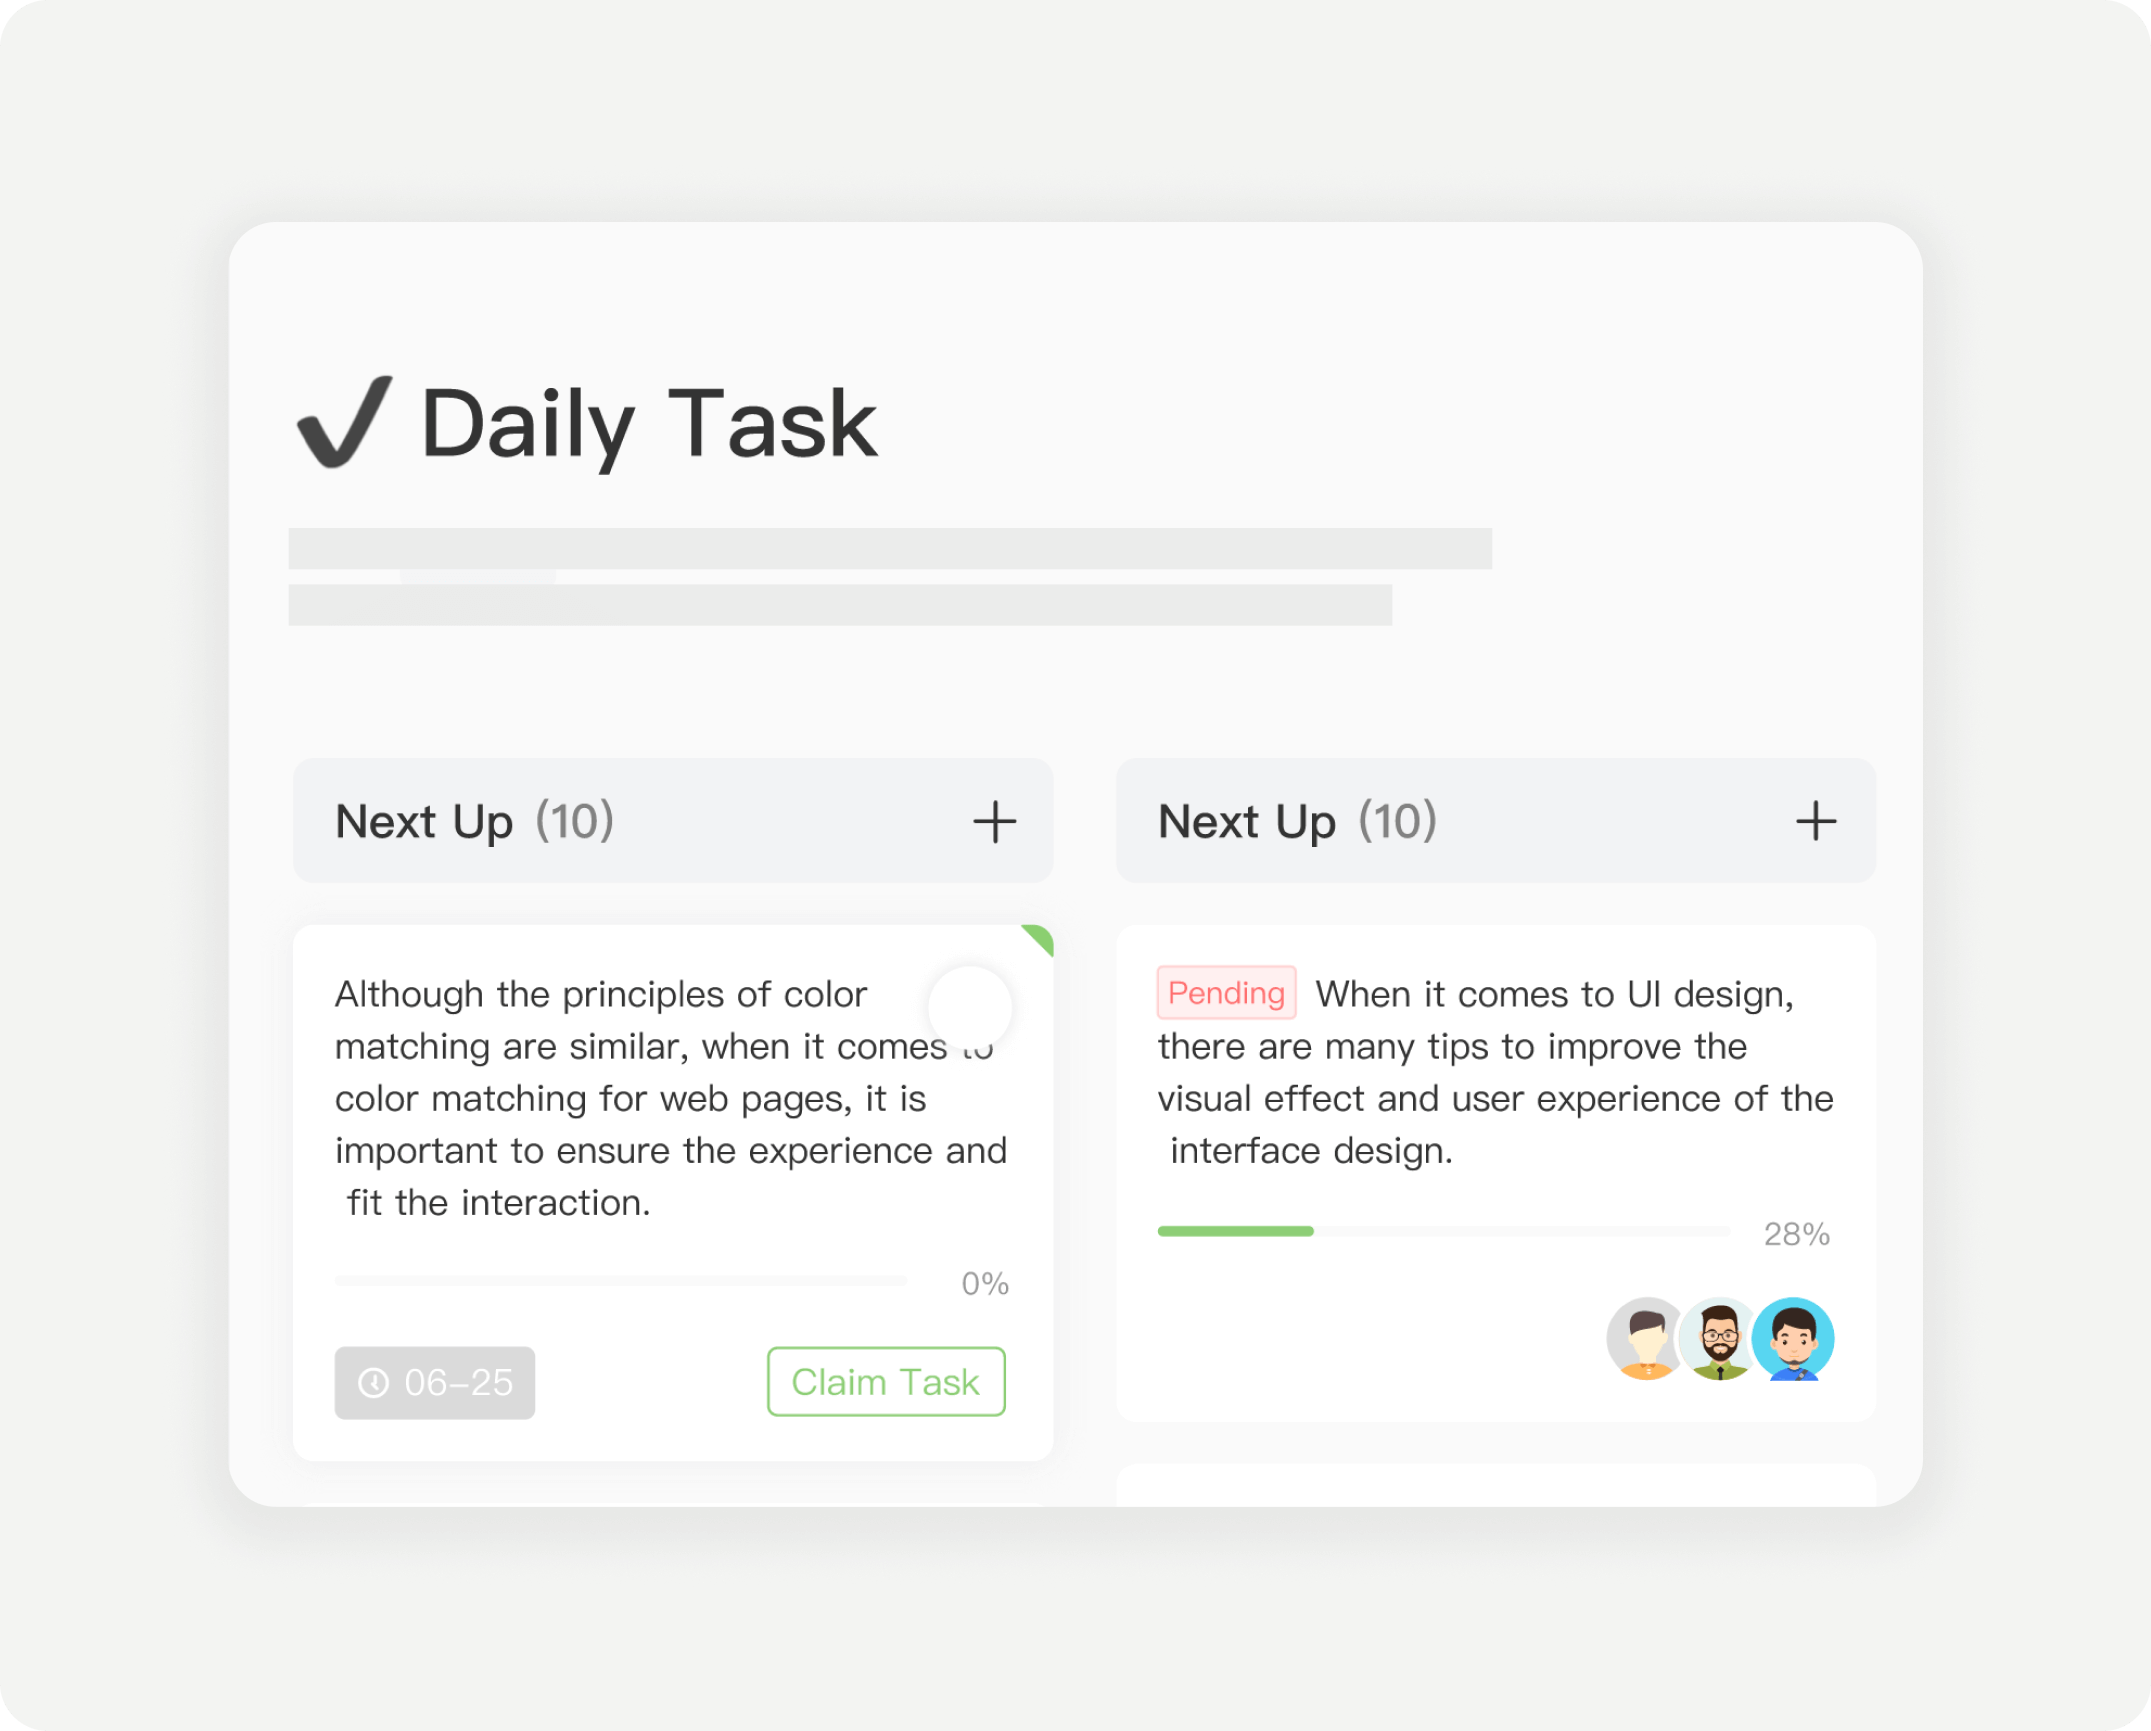 Daily Task
Next Up (10)
Although the principles of color
matching are similar, when it comes to
color matching for web pages, it is
important to ensure the experience and
fit the interaction.
0%
06-25
Claim Task
Next Up (10)
Pending When it comes to UI design,
there are many tips to improve the
visual effect and user experience of the
interface design.
28%